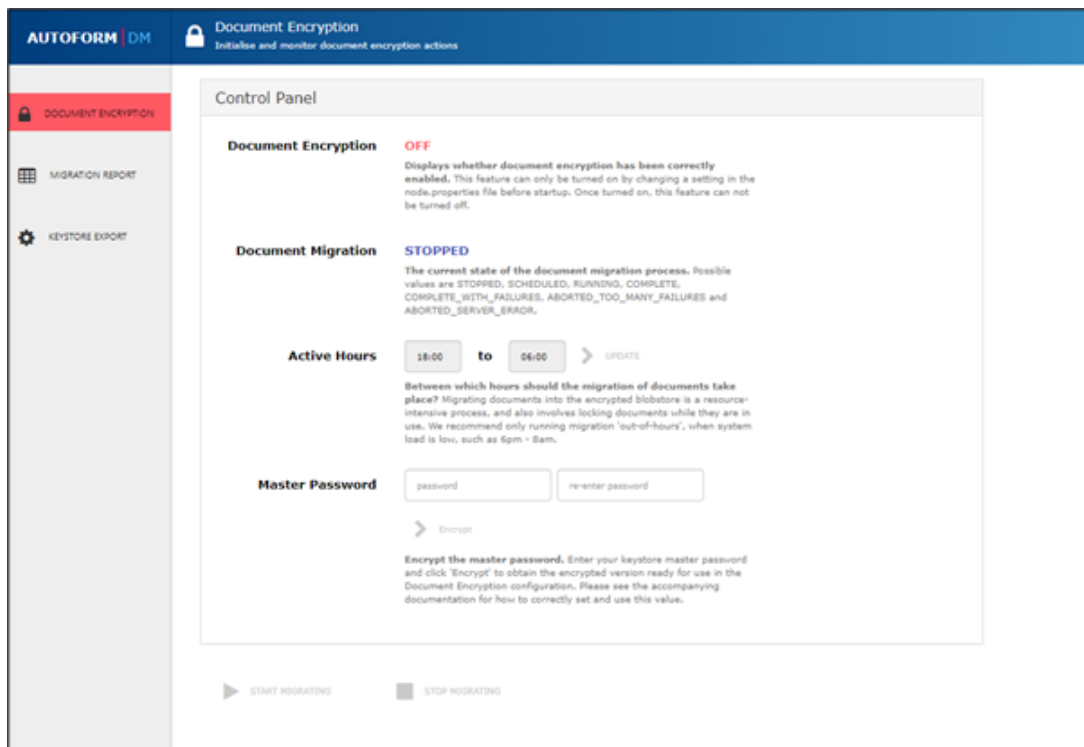 AUTOFORM DM
Document Encryption
Initialise and monitor document encryption actions
DOCUMENT ENCRYPTION
MIGRATION REPORT
KEYSTORE EXPORT
Control Panel
Document Encryption OFF
Displays whether document encryption has been correctly
enabled. This feature can only be turned on by changing a setting in the
node.properties file before startup. Once turned on, this feature can not
be turned off.
Document Migration STOPPED
The current state of the document migration process. Possible
values are STOPPED, SCHEDULED, RUNNING, COMPLETE,
COMPLETE_WITH_FAILURES, ABORTED_TOO_MANY_FAILURES and
ABORTED_SERVER_ERROR.
Active Hours 18:00 to 06:00 UPDATE
Between which hours should the migration of documents take
place? Migrating documents into the encrypted blobstore is a resource-
intensive process, and also involves locking documents while they are in
use. We recommend only running migration 'out-of-hours', when system
load is low, such as 6pm - 8am.
Master Password password re-enter password
Encrypt
Encrypt the master password. Enter your keystore master password
and click 'Encrypt' to obtain the encrypted version ready for use in the
Document Encryption configuration. Please see the accompanying
documentation for how to correctly set and use this value.
START MIGRATING STOP MIGRATING